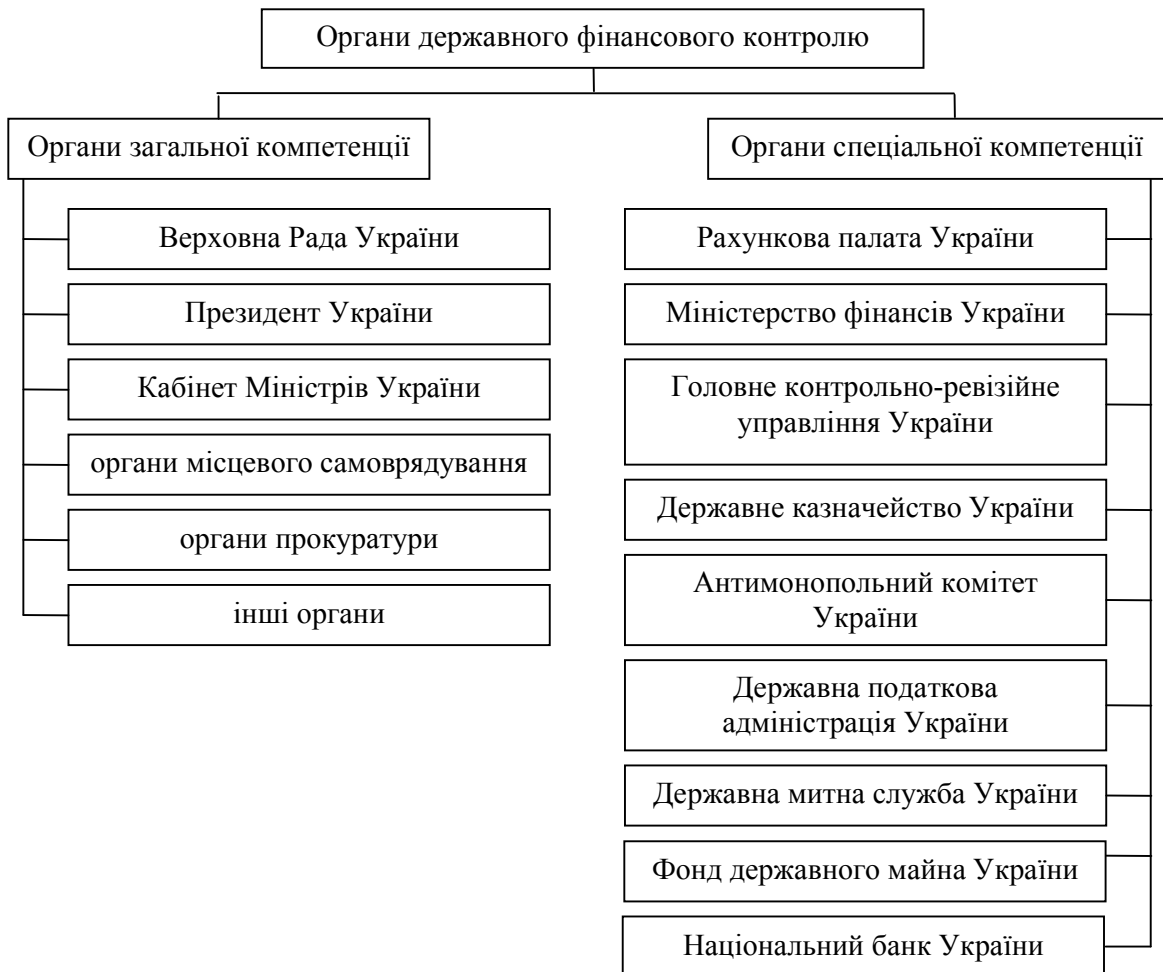 Органи державного фінансового контролю
Органи загальної компетенції
Верховна Рада України
Президент України
Кабінет Міністрів України
органи місцевого самоврядування
органи прокуратури
інші органи
Органи спеціальної компетенції
Рахункова палата України
Міністерство фінансів України
Головне контрольно-ревізійне
управління України
Державне казначейство України
Антимонопольний комітет
України
Державна податкова
адміністрація України
Державна митна служба України
Фонд державного майна України
Національний банк України